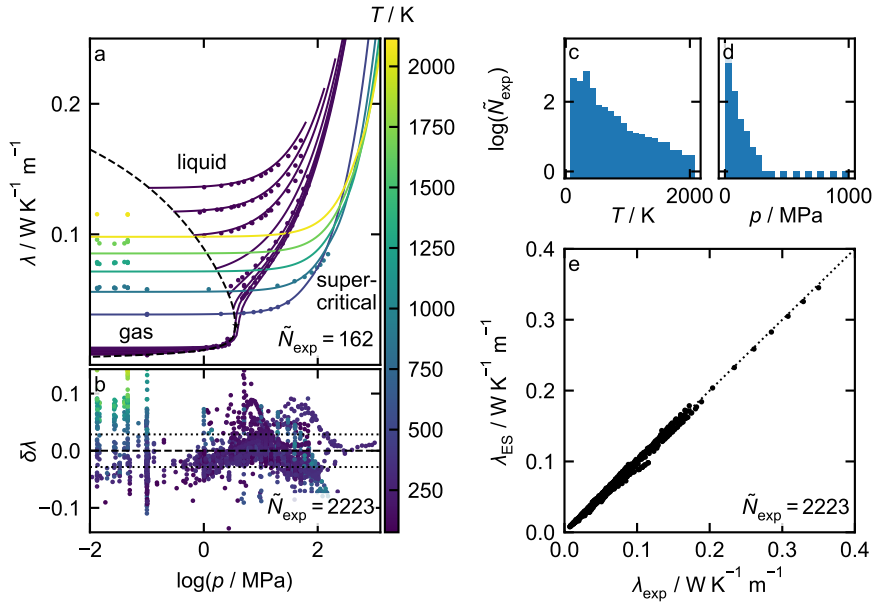 T / K
a
0.2
0.1
λ / W K⁻¹ m⁻¹
liquid
gas
super-
critical
Ñexp = 162
2000
1750
1500
1250
1000
750
500
250
b
0.1
0.0
−0.1
δλ
Ñexp = 2223
−2
0
2
log(p / MPa)
c
2
0
log(Ñexp)
0
2000
T / K
d
0
1000
p / MPa
e
0.4
0.3
0.2
0.1
0.0
λES / W K⁻¹ m⁻¹
Ñexp = 2223
0.0
0.1
0.2
0.3
0.4
λexp / W K⁻¹ m⁻¹